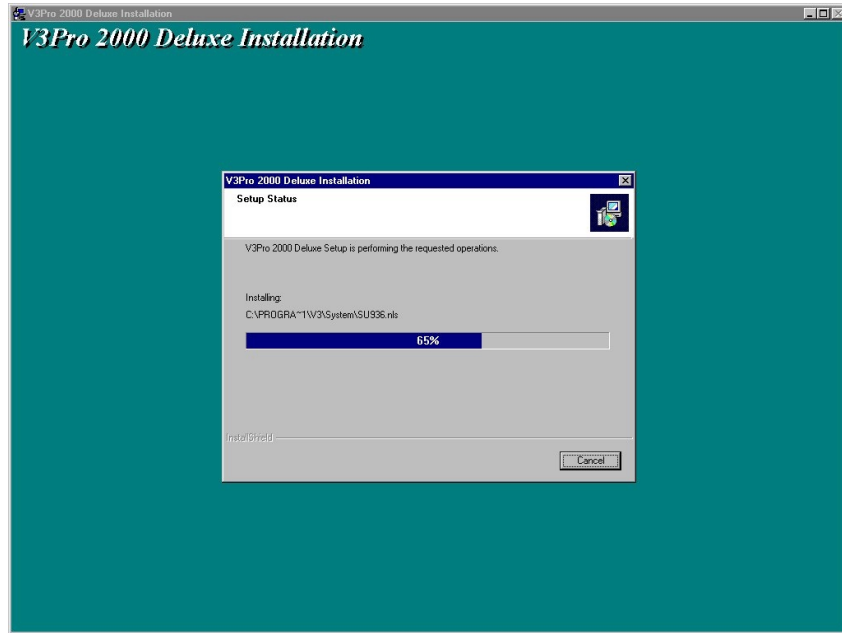 V3Pro 2000 Deluxe Installation
V3Pro 2000 Deluxe Installation
V3Pro 2000 Deluxe Installation
Setup Status
V3Pro 2000 Deluxe Setup is performing the requested operations.
Installing:
C:\PROGRA~1\V3\System\SU936.nls
65%
InstallShield
Cancel